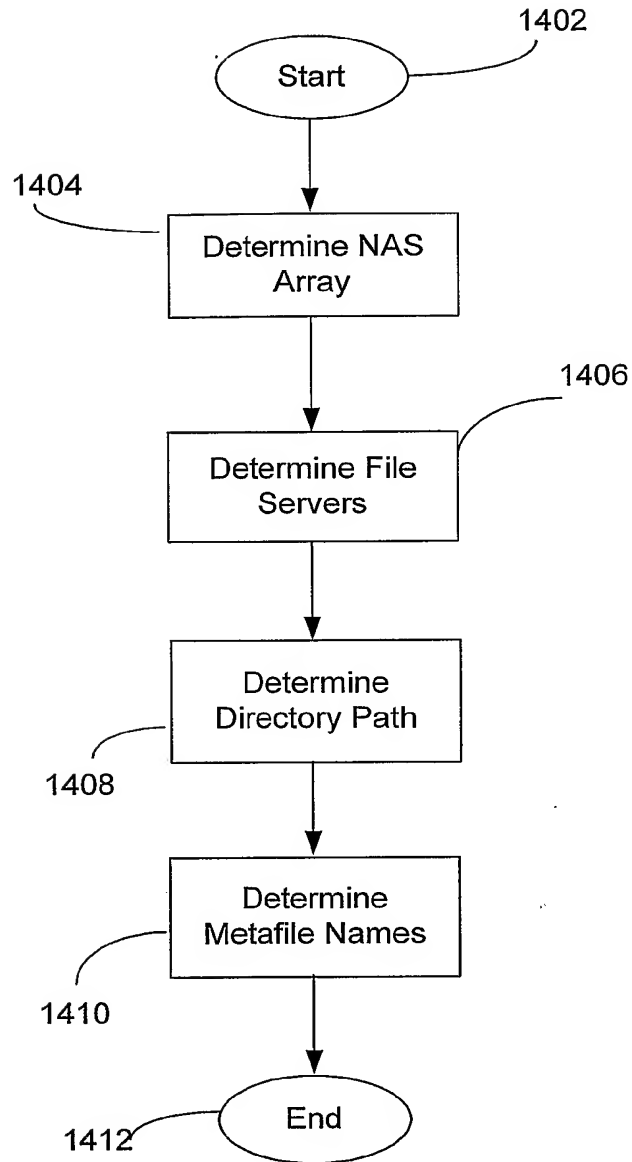 1402
Start
1404
Determine NAS
Array
1406
Determine File
Servers
Determine
Directory Path
1408
Determine
Metafile Names
1410
End
1412